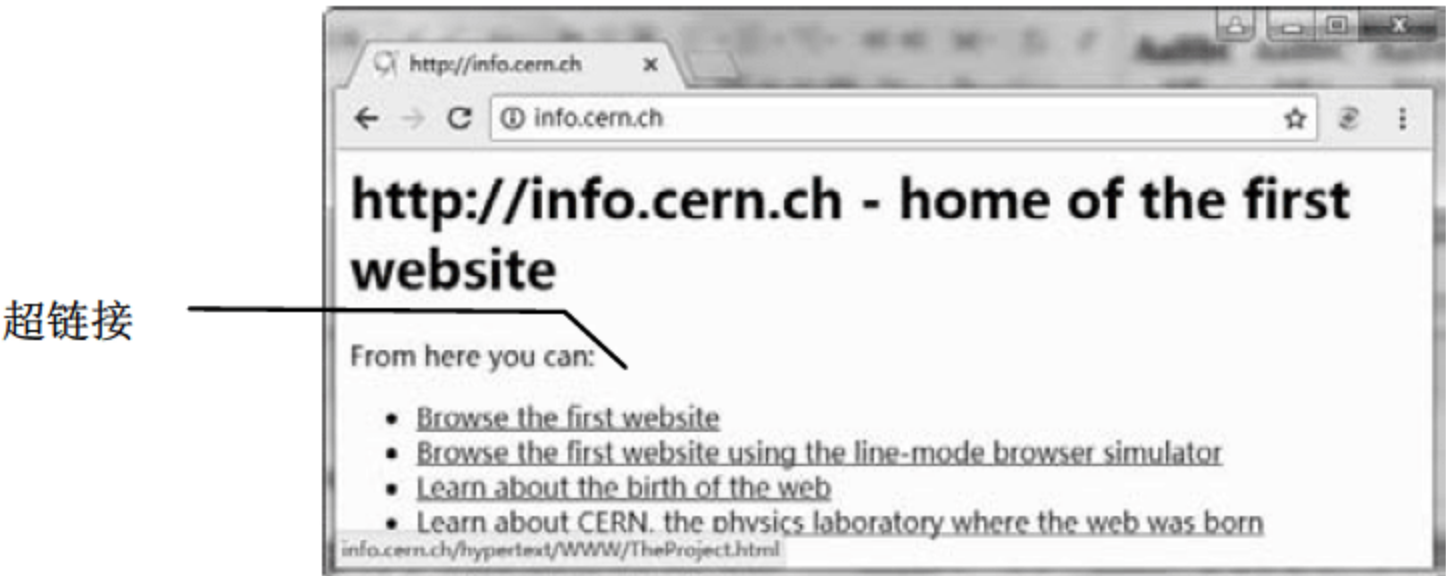 http://info.cern.ch
info.cern.ch
http://info.cern.ch - home of the first
website
超链接
From here you can:
Browse the first website
Browse the first website using the line-mode browser simulator
Learn about the birth of the web
Learn about CERN, the physics laboratory where the web was born
info.cern.ch/hypertext/WWW/TheProject.html